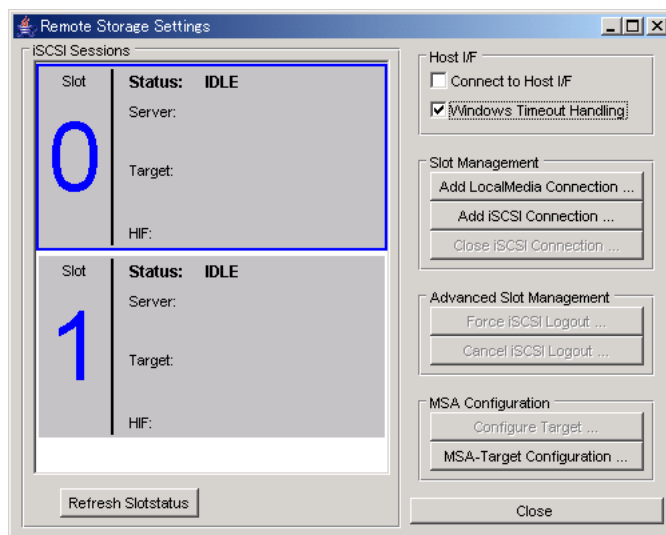 Remote Storage Settings
iSCSI Sessions
Slot
0
Status: IDLE
Server:
Target:
HIF:
Slot
1
Status: IDLE
Server:
Target:
HIF:
Refresh Slotstatus
Host I/F
Connect to Host I/F
Windows Timeout Handling
Slot Management
Add LocalMedia Connection ...
Add iSCSI Connection ...
Close iSCSI Connection ...
Advanced Slot Management
Force iSCSI Logout ...
Cancel iSCSI Logout ...
MSA Configuration
Configure Target ...
MSA-Target Configuration ...
Close